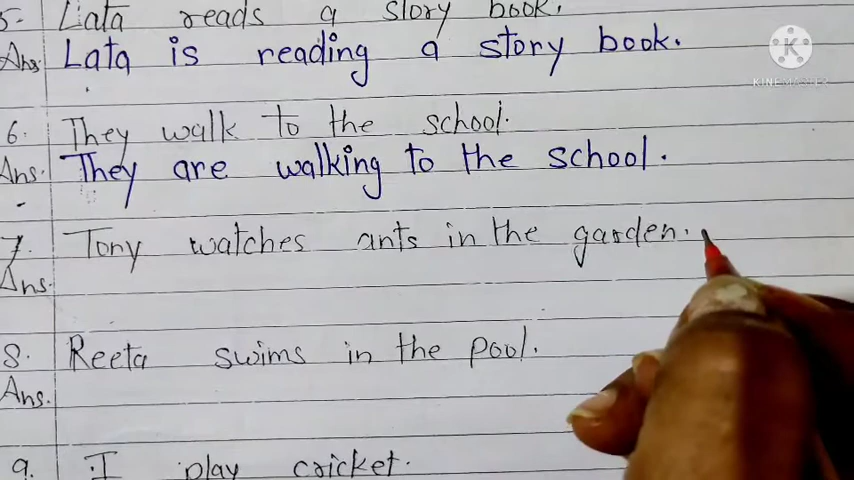 5. Lata reads a story book.
Ans. Lata is reading a story book.
6. They walk to the school.
Ans. They are walking to the school.
7. Tony watches ants in the garden.
Ans.
8. Reeta swims in the pool.
Ans.
9. I play cricket.
K
KINEMASTER